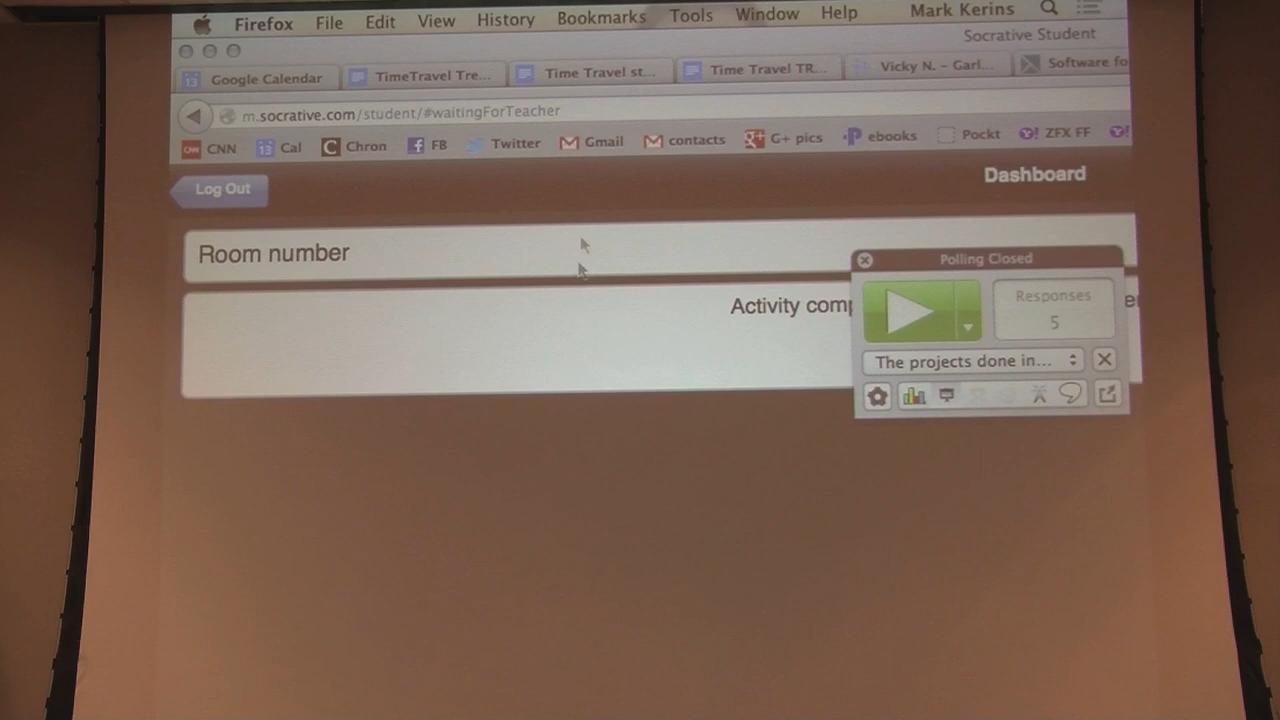 Firefox File Edit View History Bookmarks Tools Window Help Mark Kerins
Socrative Student
13 Google Calendar TimeTravel Tre... Time Travel st... Time Travel TR... Vicky N. – Garl... Software fo
m.socrative.com/student/#waitingForTeacher
CNN CNN 13 Cal C Chron f FB Twitter Gmail contacts g+ G+ pics P ebooks Pockt Y! ZFX FF Y!
Log Out Dashboard
Room number
Polling Closed
Activity comp
Responses
5
The projects done in...